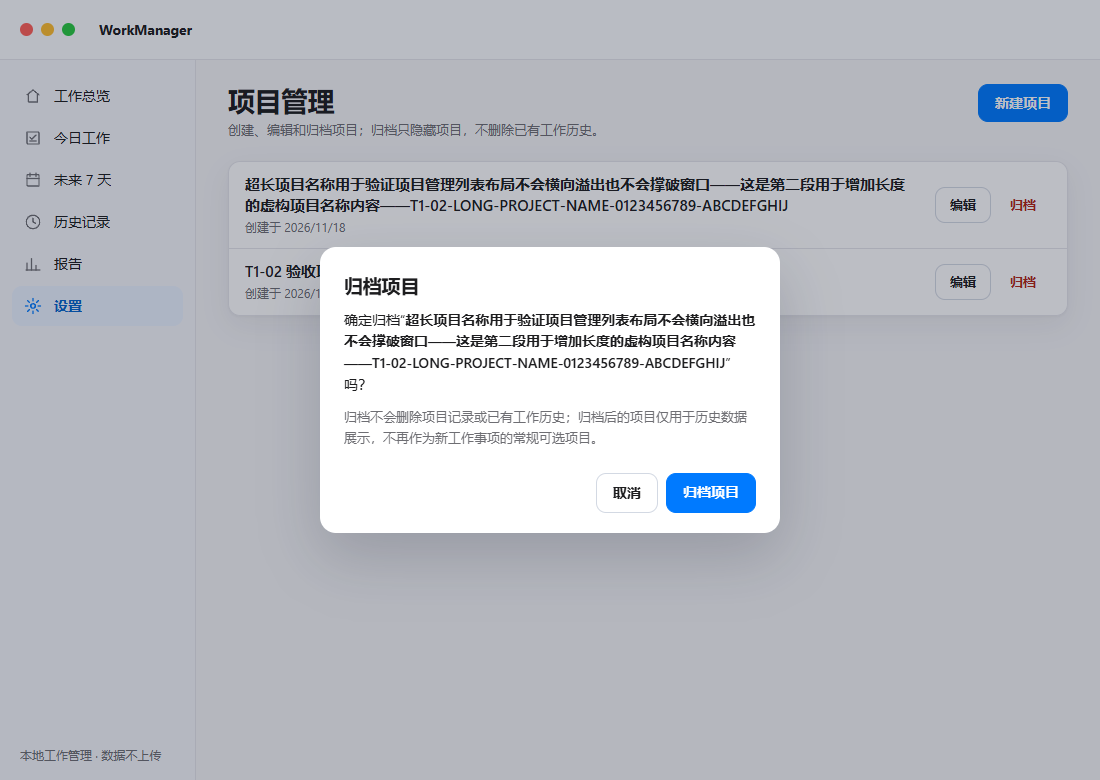 WorkManager
工作总览
今日工作
未来 7 天
历史记录
报告
设置
本地工作管理 · 数据不上传
项目管理
创建、编辑和归档项目；归档只隐藏项目，不删除已有工作历史。
新建项目
超长项目名称用于验证项目管理列表布局不会横向溢出也不会撑破窗口——这是第二段用于增加长度
的虚构项目名称内容——T1-02-LONG-PROJECT-NAME-0123456789-ABCDEFGHIJ
创建于 2026/11/18
编辑
归档
T1-02 验收
创建于 2026/1
编辑
归档
归档项目
确定归档“超长项目名称用于验证项目管理列表布局不会横向溢出也
不会撑破窗口——这是第二段用于增加长度的虚构项目名称内容
——T1-02-LONG-PROJECT-NAME-0123456789-ABCDEFGHIJ”
吗？
归档不会删除项目记录或已有工作历史；归档后的项目仅用于历史数据
展示，不再作为新工作事项的常规可选项目。
取消
归档项目